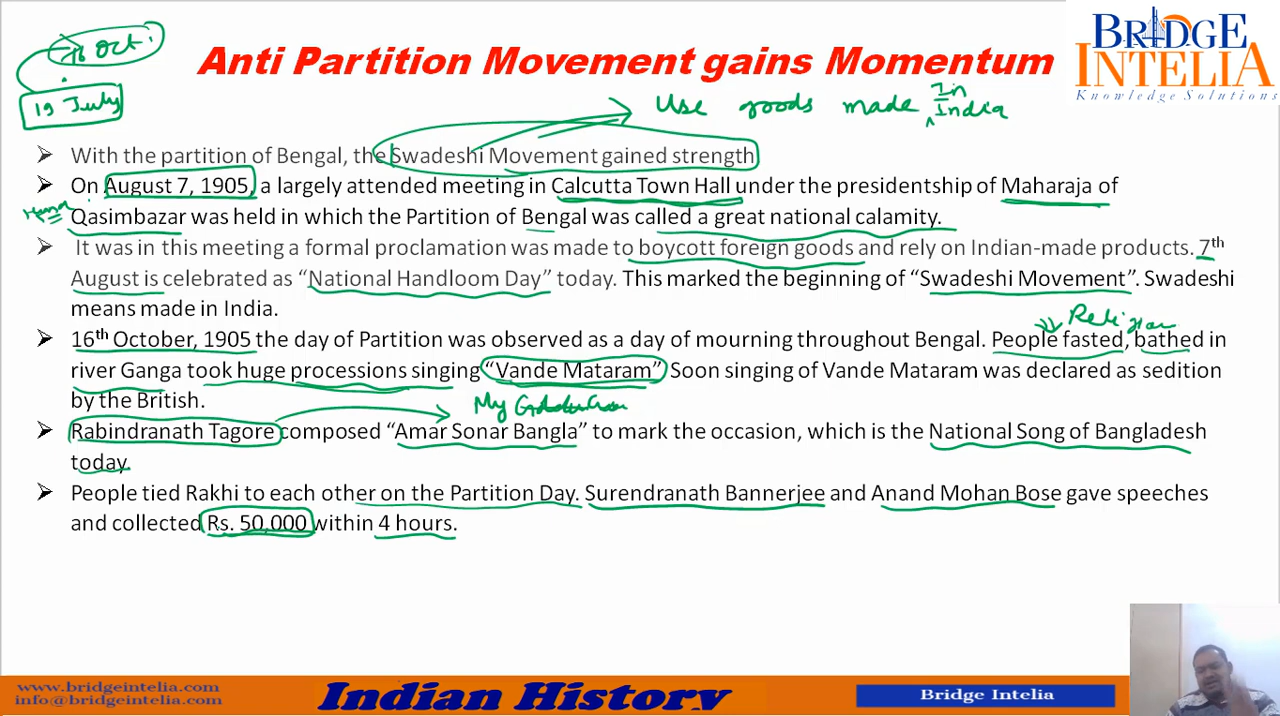 16 Oct.
19 July
Anti Partition Movement gains Momentum
BRIDGE
INTELIA
Knowledge Solutions
Use goods made In India
➢ With the partition of Bengal, the Swadeshi Movement gained strength
➢ On August 7, 1905, a largely attended meeting in Calcutta Town Hall under the presidentship of Maharaja of
Qasimbazar was held in which the Partition of Bengal was called a great national calamity.
➢ It was in this meeting a formal proclamation was made to boycott foreign goods and rely on Indian-made products. 7th
August is celebrated as “National Handloom Day” today. This marked the beginning of “Swadeshi Movement”. Swadeshi
means made in India.
Religion
➢ 16th October, 1905 the day of Partition was observed as a day of mourning throughout Bengal. People fasted, bathed in
river Ganga took huge processions singing “Vande Mataram” Soon singing of Vande Mataram was declared as sedition
by the British.
My Golden
➢ Rabindranath Tagore composed “Amar Sonar Bangla” to mark the occasion, which is the National Song of Bangladesh
today.
➢ People tied Rakhi to each other on the Partition Day. Surendranath Bannerjee and Anand Mohan Bose gave speeches
and collected Rs. 50,000 within 4 hours.
www.bridgeintelia.com
info@bridgeintelia.com
Indian History
Bridge Intelia